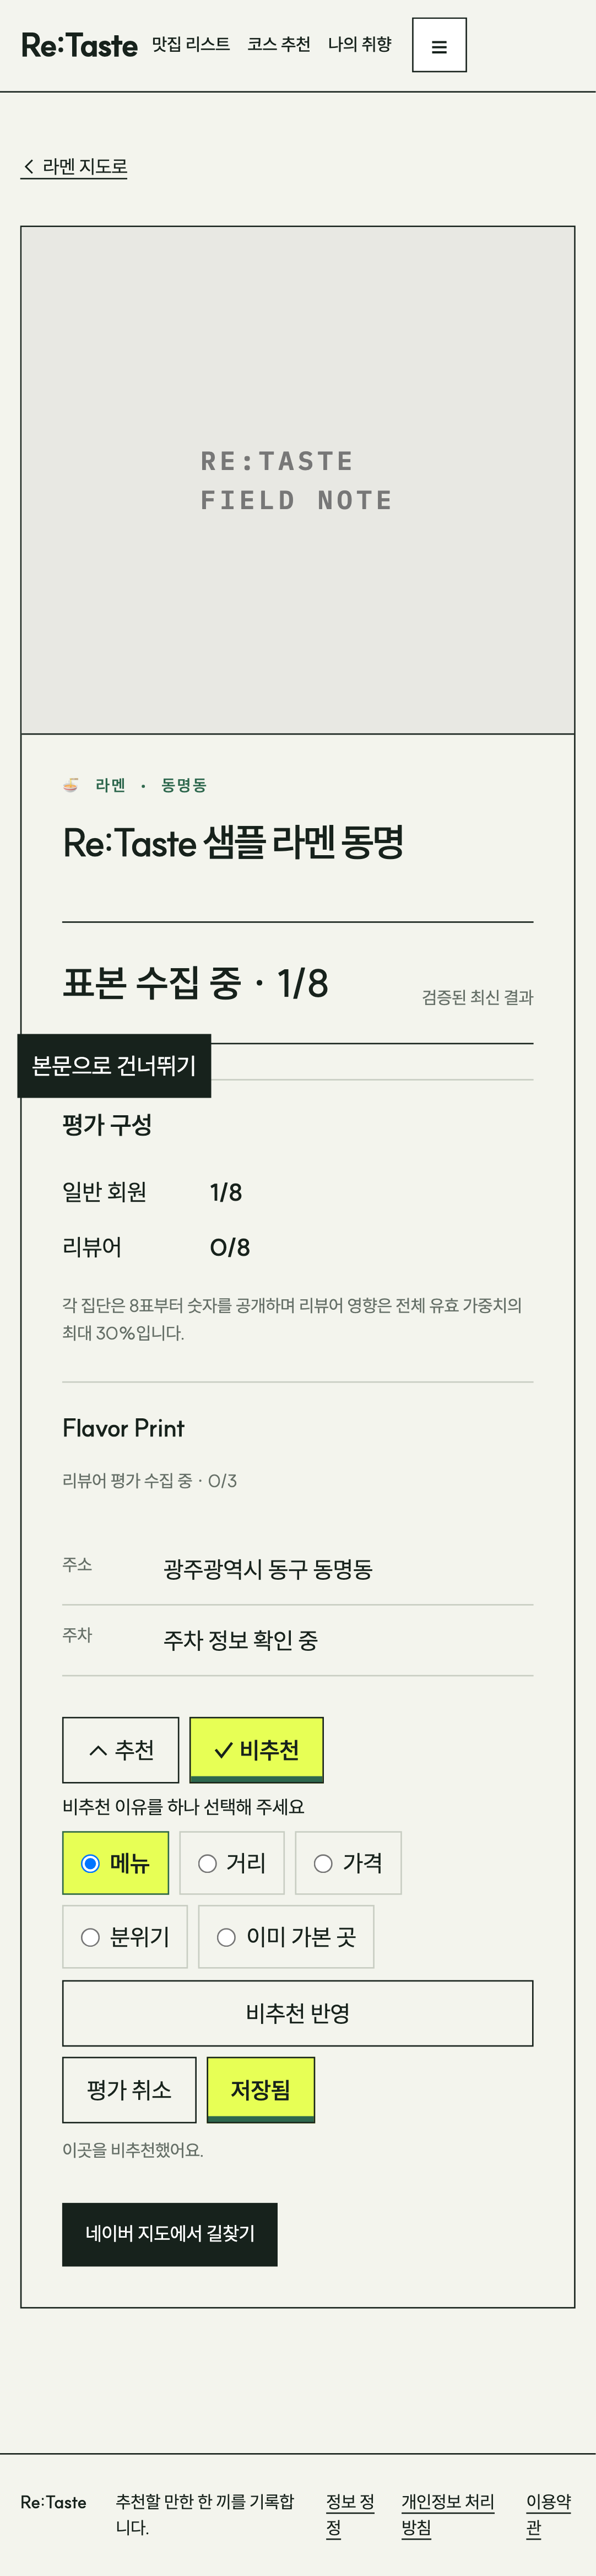 Re:Taste 맛집 리스트 코스 추천 나의 취향
라멘 지도로
RE:TASTE
FIELD NOTE
라멘 · 동명동
Re:Taste 샘플 라멘 동명
표본 수집 중 · 1/8 검증된 최신 결과
본문으로 건너뛰기
평가 구성
일반 회원 1/8
리뷰어 0/8
각 집단은 8표부터 숫자를 공개하며 리뷰어 영향은 전체 유효 가중치의
최대 30%입니다.
Flavor Print
리뷰어 평가 수집 중 · 0/3
주소 광주광역시 동구 동명동
주차 주차 정보 확인 중
추천 ✓ 비추천
비추천 이유를 하나 선택해 주세요
메뉴 거리 가격
분위기 이미 가본 곳
비추천 반영
평가 취소 저장됨
이곳을 비추천했어요.
네이버 지도에서 길찾기
Re:Taste 추천할 만한 한 끼를 기록합 정보 정 개인정보 처리 이용약
니다. 정 방침 관